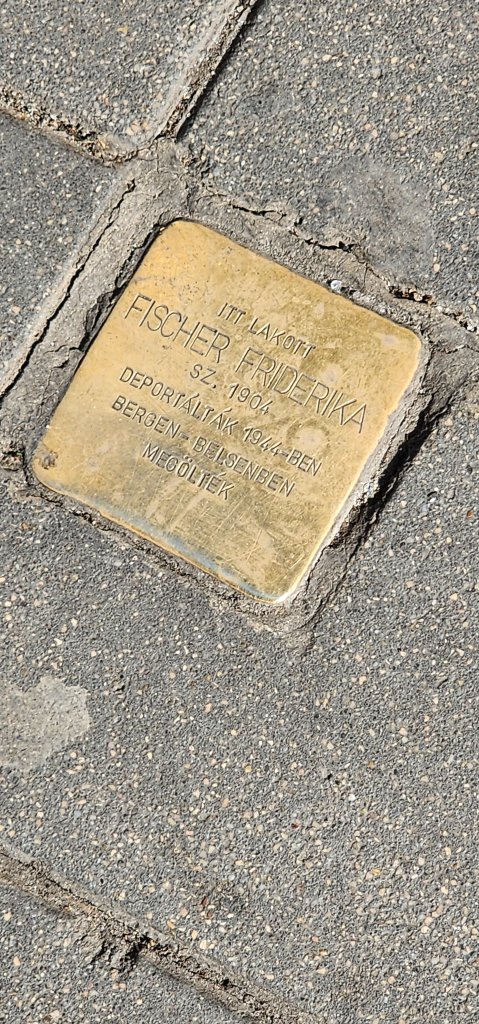 ITT LAKOTT
FISCHER FRIDERIKA
SZ. 1904
DEPORTÁLTÁK 1944-BEN
BERGEN-BELSENBEN
MEGÖLTÉK